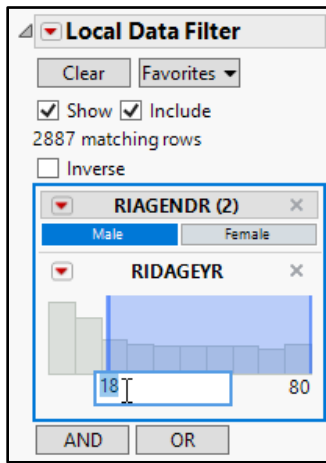 Local Data Filter
Clear Favorites
Show Include
2887 matching rows
Inverse
RIAGENDR (2)
Male Female
RIDAGEYR
18 80
AND OR